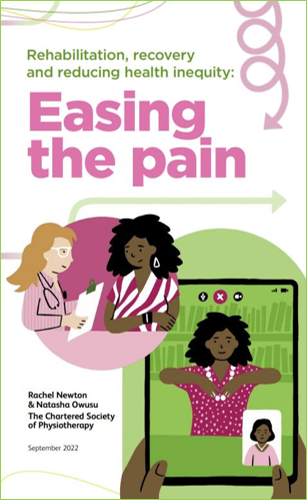 Rehabilitation, recovery
and reducing health inequity:
Easing
the pain
Rachel Newton
& Natasha Owusu
The Chartered Society
of Physiotherapy
September 2022